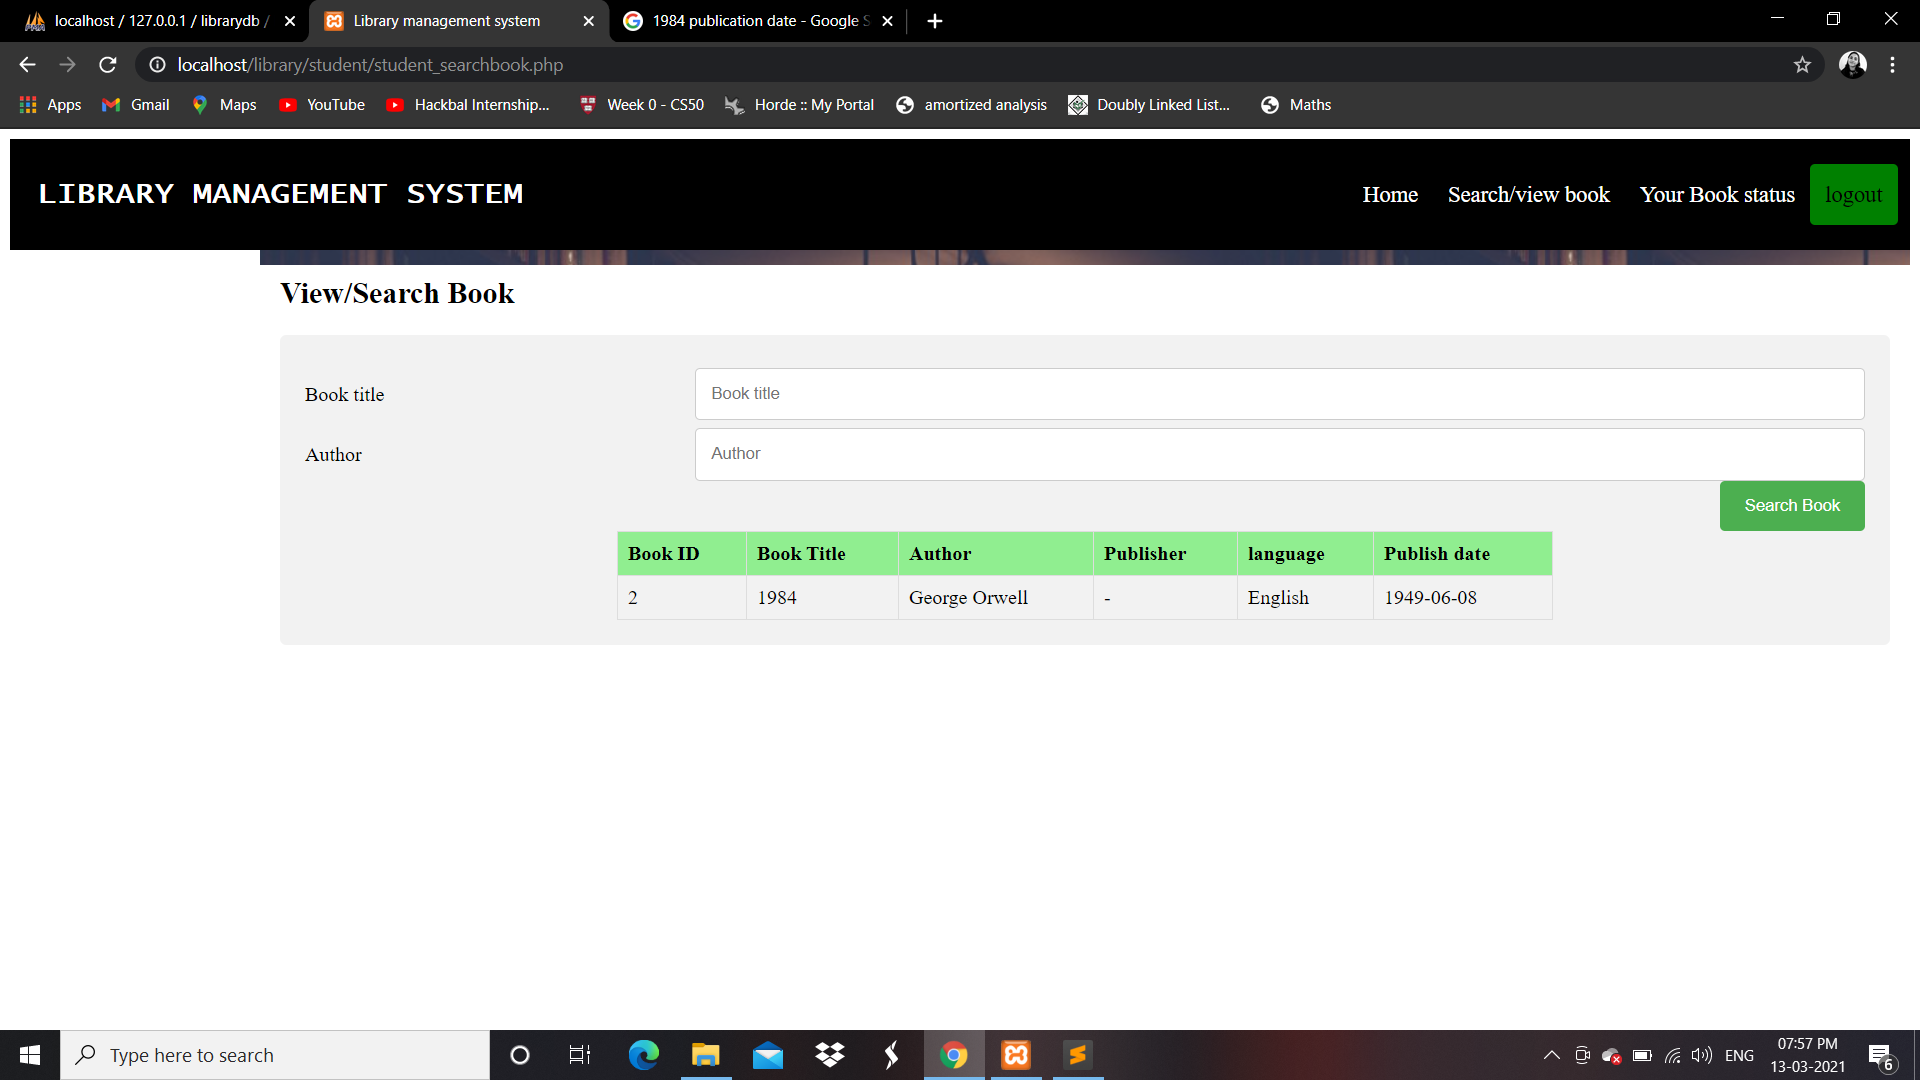 localhost / 127.0.0.1 / librarydb /
Library management system
1984 publication date - Google S
localhost/library/student/student_searchbook.php
Apps Gmail Maps YouTube Hackbal Internship... Week 0 - CS50 Horde :: My Portal amortized analysis Doubly Linked List... Maths
LIBRARY MANAGEMENT SYSTEM
Home Search/view book Your Book status logout
View/Search Book
Book title Book title
Author Author
Search Book
Book ID Book Title Author Publisher language Publish date
2 1984 George Orwell - English 1949-06-08
Type here to search
ENG
07:57 PM
13-03-2021
6